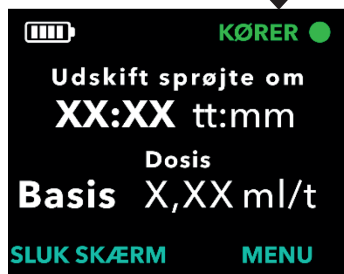 KØRER
Udskift sprøjte om
XX:XX tt:mm
Dosis
Basis X,XX ml/t
SLUK SKÆRM MENU